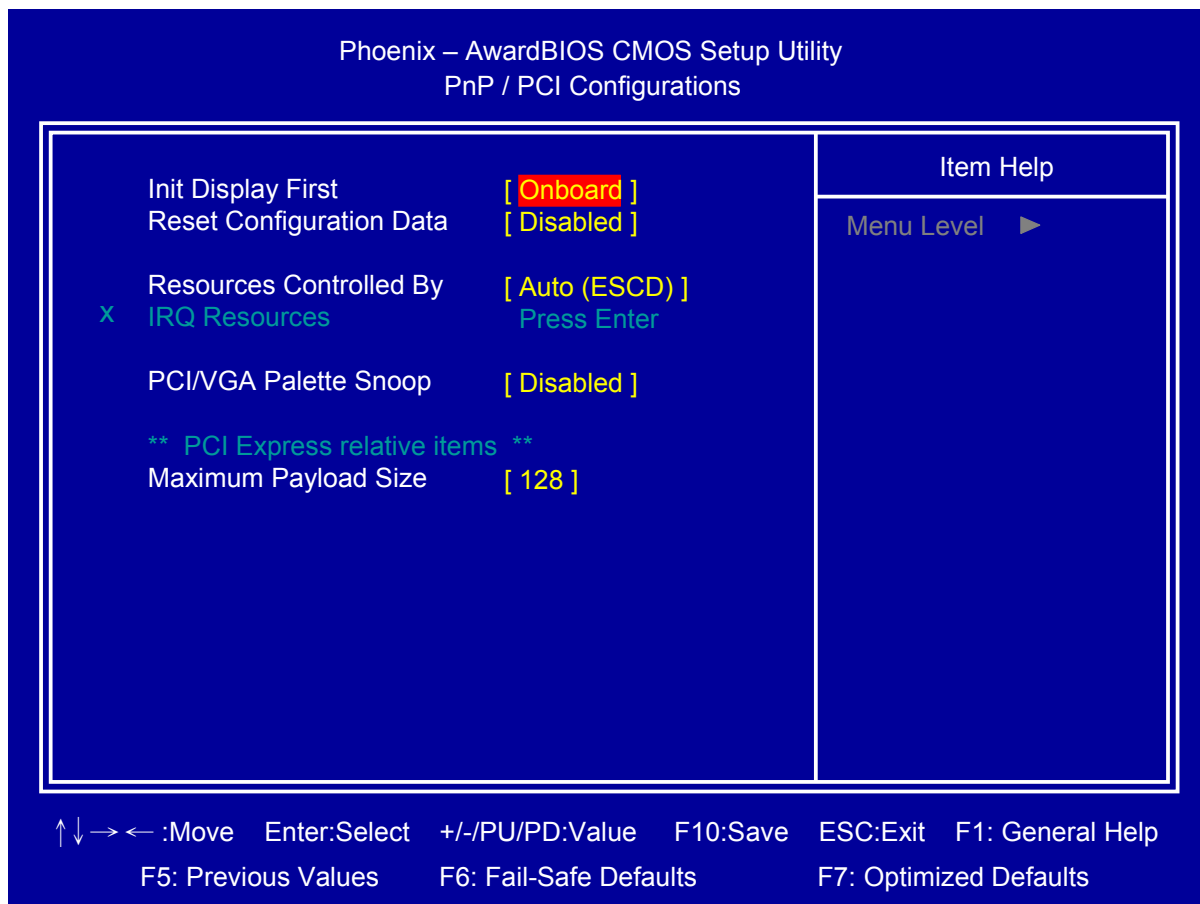 Phoenix – AwardBIOS CMOS Setup Utility
PnP / PCI Configurations
Init Display First [ Onboard ]
Reset Configuration Data [ Disabled ]
Resources Controlled By [ Auto (ESCD) ]
x IRQ Resources Press Enter
PCI/VGA Palette Snoop [ Disabled ]
** PCI Express relative items **
Maximum Payload Size [ 128 ]
Item Help
Menu Level ►
↑↓→← :Move Enter:Select +/-/PU/PD:Value F10:Save ESC:Exit F1: General Help
F5: Previous Values F6: Fail-Safe Defaults F7: Optimized Defaults